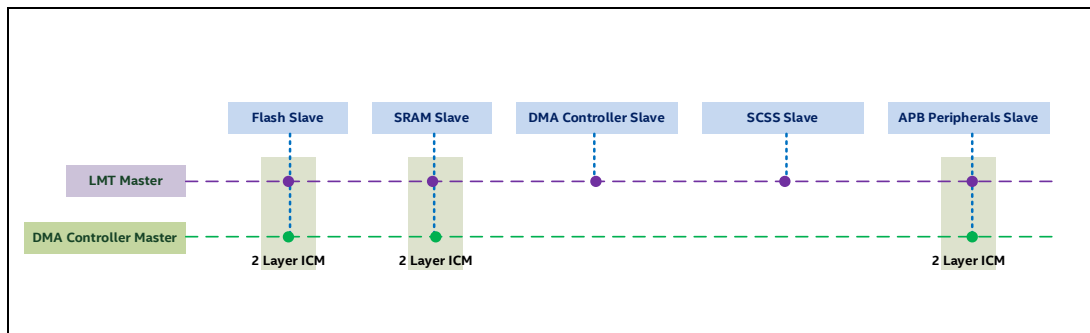 Flash Slave
SRAM Slave
DMA Controller Slave
SCSS Slave
APB Peripherals Slave
LMT Master
DMA Controller Master
2 Layer ICM
2 Layer ICM
2 Layer ICM